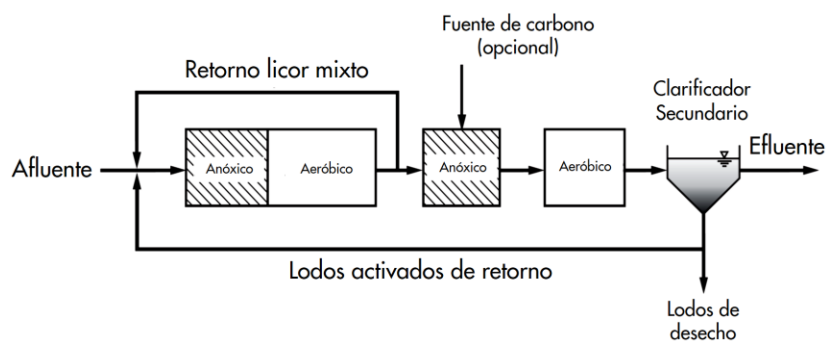 Fuente de carbono
(opcional)
Retorno licor mixto
Clarificador
Secundario
Afluente
Anóxico
Aeróbico
Anóxico
Aeróbico
Efluente
Lodos activados de retorno
Lodos de
desecho